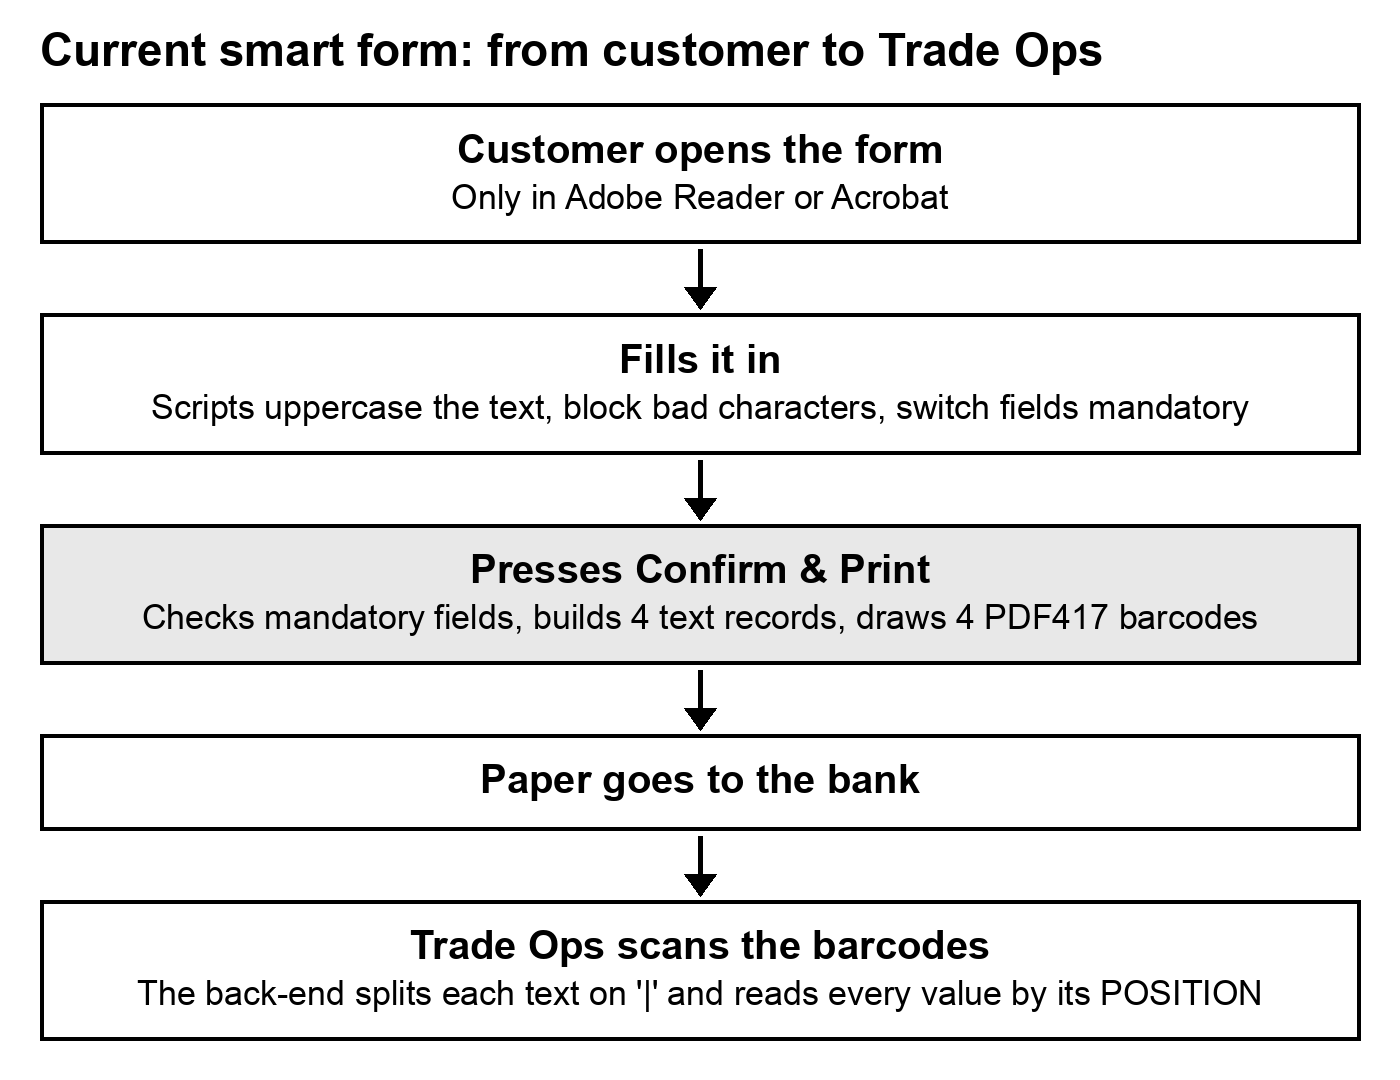 Current smart form: from customer to Trade Ops
Customer opens the form
Only in Adobe Reader or Acrobat
Fills it in
Scripts uppercase the text, block bad characters, switch fields mandatory
Presses Confirm & Print
Checks mandatory fields, builds 4 text records, draws 4 PDF417 barcodes
Paper goes to the bank
Trade Ops scans the barcodes
The back-end splits each text on '|' and reads every value by its POSITION